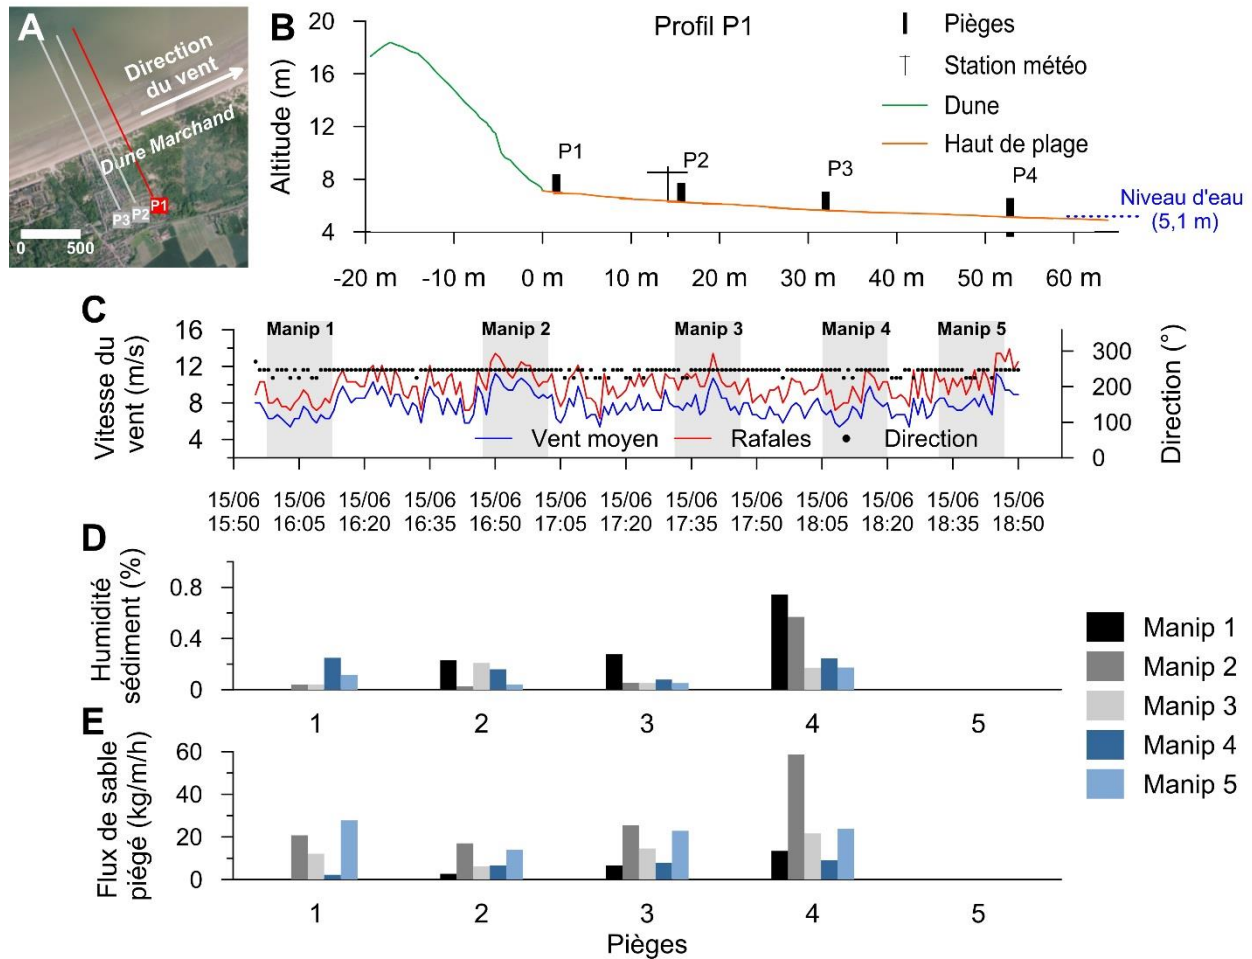 A
Direction
du vent
Dune Marchand
P3
P2
P1
0
500
B
Profil P1
Altitude (m)
20
16
12
8
4
P1
P2
P3
P4
Pièges
Station météo
Dune
Haut de plage
Niveau d'eau
(5,1 m)
-20 m
-10 m
0 m
10 m
20 m
30 m
40 m
50 m
60 m
C
Vitesse du
vent (m/s)
16
12
8
4
Manip 1
Manip 2
Manip 3
Manip 4
Manip 5
Vent moyen
Rafales
Direction
300
200
100
0
Direction (°)
15/06
15:50
15/06
16:05
15/06
16:20
15/06
16:35
15/06
16:50
15/06
17:05
15/06
17:20
15/06
17:35
15/06
17:50
15/06
18:05
15/06
18:20
15/06
18:35
15/06
18:50
D
Humidité
sédiment (%)
0.8
0.4
0
1
2
3
4
5
Manip 1
Manip 2
Manip 3
Manip 4
Manip 5
E
Flux de sable
piégé (kg/m/h)
60
40
20
0
1
2
3
4
5
Pièges